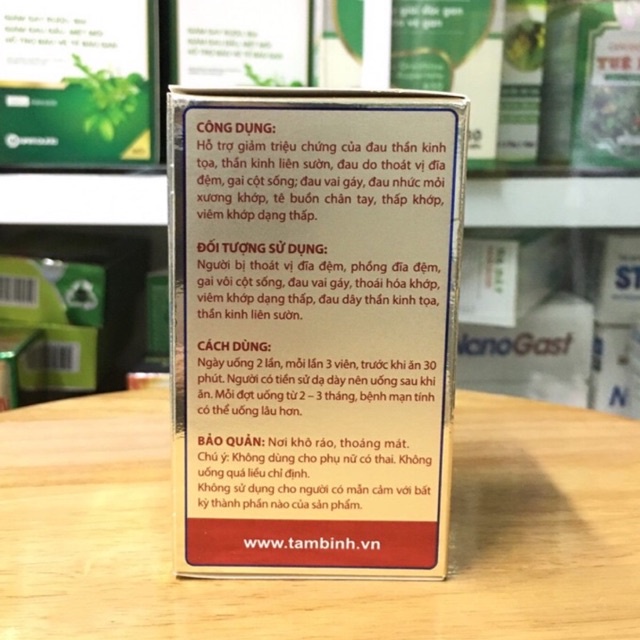 CÔNG DỤNG:
Hỗ trợ giảm triệu chứng của đau thần kinh
tọa, thần kinh liên sườn, đau do thoát vị đĩa
đệm, gai cột sống; đau vai gáy, đau nhức mỏi
xương khớp, tê buồn chân tay, thấp khớp,
viêm khớp dạng thấp.
ĐỐI TƯỢNG SỬ DỤNG:
Người bị thoát vị đĩa đệm, phồng đĩa đệm,
gai vôi cột sống, đau vai gáy, thoái hóa khớp,
viêm khớp dạng thấp, đau dây thần kinh tọa,
thần kinh liên sườn.
CÁCH DÙNG:
Ngày uống 2 lần, mỗi lần 3 viên, trước khi ăn 30
phút. Người có tiền sử dạ dày nên uống sau khi
ăn. Mỗi đợt uống từ 2 – 3 tháng, bệnh mạn tính
có thể uống lâu hơn.
BẢO QUẢN: Nơi khô ráo, thoáng mát.
Chú ý: Không dùng cho phụ nữ có thai. Không
uống quá liều chỉ định.
Không sử dụng cho người có mẫn cảm với bất
kỳ thành phần nào của sản phẩm.
www.tambinh.vn
NanoGast